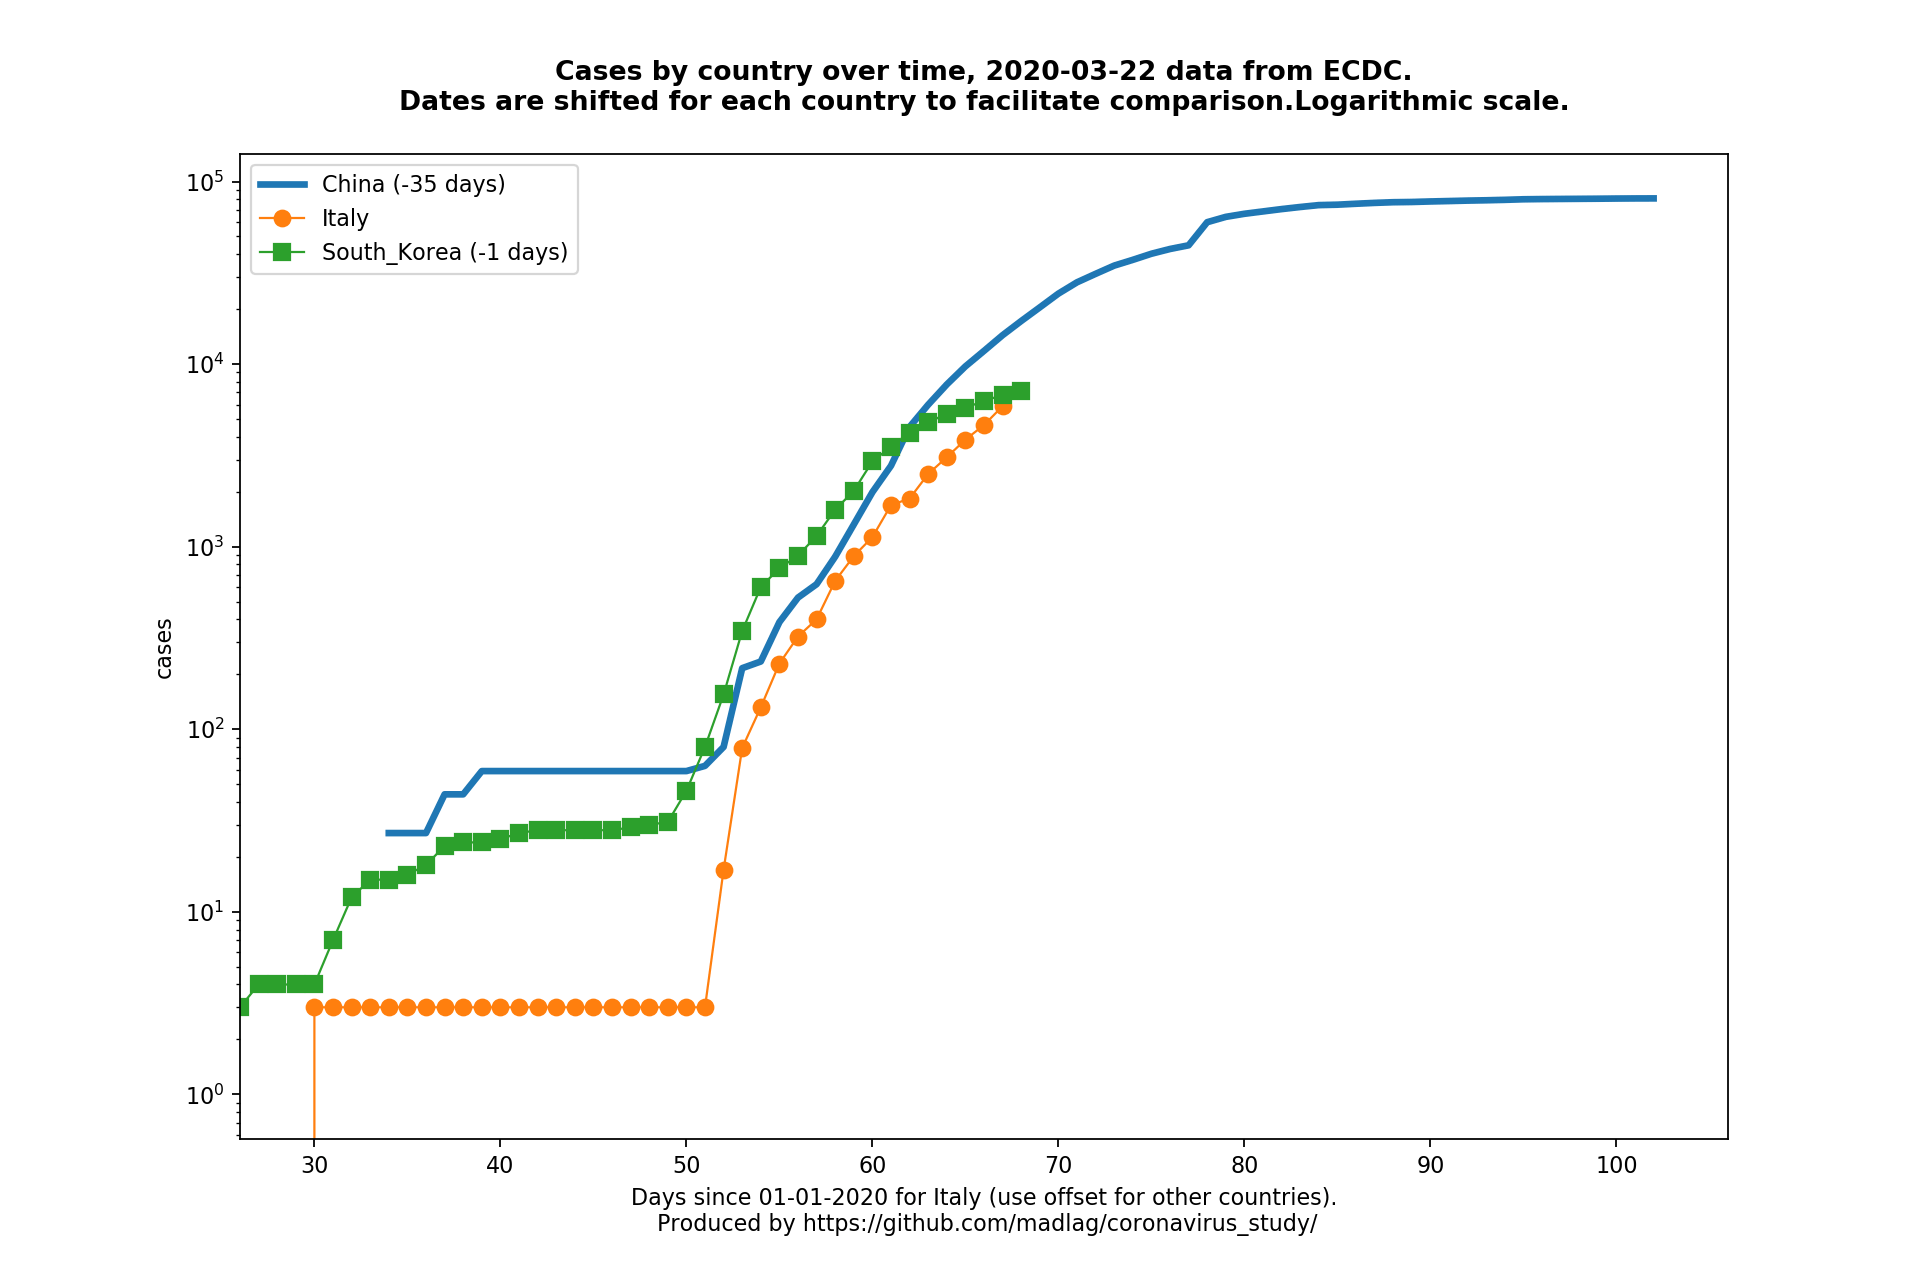 Cases by country over time, 2020-03-22 data from ECDC.
Dates are shifted for each country to facilitate comparison.Logarithmic scale.
China (-35 days)
Italy
South_Korea (-1 days)
10^5
10^4
10^3
10^2
10^1
10^0
cases
30 40 50 60 70 80 90 100
Days since 01-01-2020 for Italy (use offset for other countries).
Produced by https://github.com/madlag/coronavirus_study/